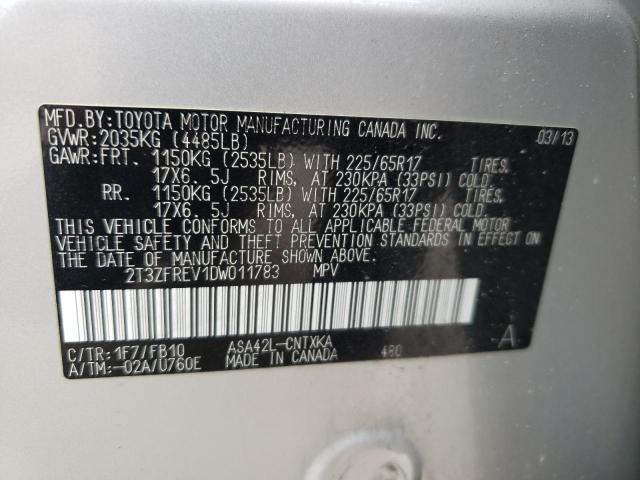 MFD.BY:TOYOTA MOTOR MANUFACTURING CANADA INC. 03/13
GVWR:2035KG (4485LB)
GAWR:FRT. 1150KG (2535LB) WITH 225/65R17 TIRES.
17X6.5J RIMS, AT 230KPA (33PSI) COLD.
RR. 1150KG (2535LB) WITH 225/65R17 TIRES.
17X6.5J RIMS, AT 230KPA (33PSI) COLD.
THIS VEHICLE CONFORMS TO ALL APPLICABLE FEDERAL MOTOR
VEHICLE SAFETY AND THEFT PREVENTION STANDARDS IN EFFECT ON
THE DATE OF MANUFACTURE SHOWN ABOVE.
2T3ZFREV1DW011783 MPV
C/TR:1F7/FB10 ASA42L-CNTXKA 480 A
A/TM:-02A/U760E MADE IN CANADA